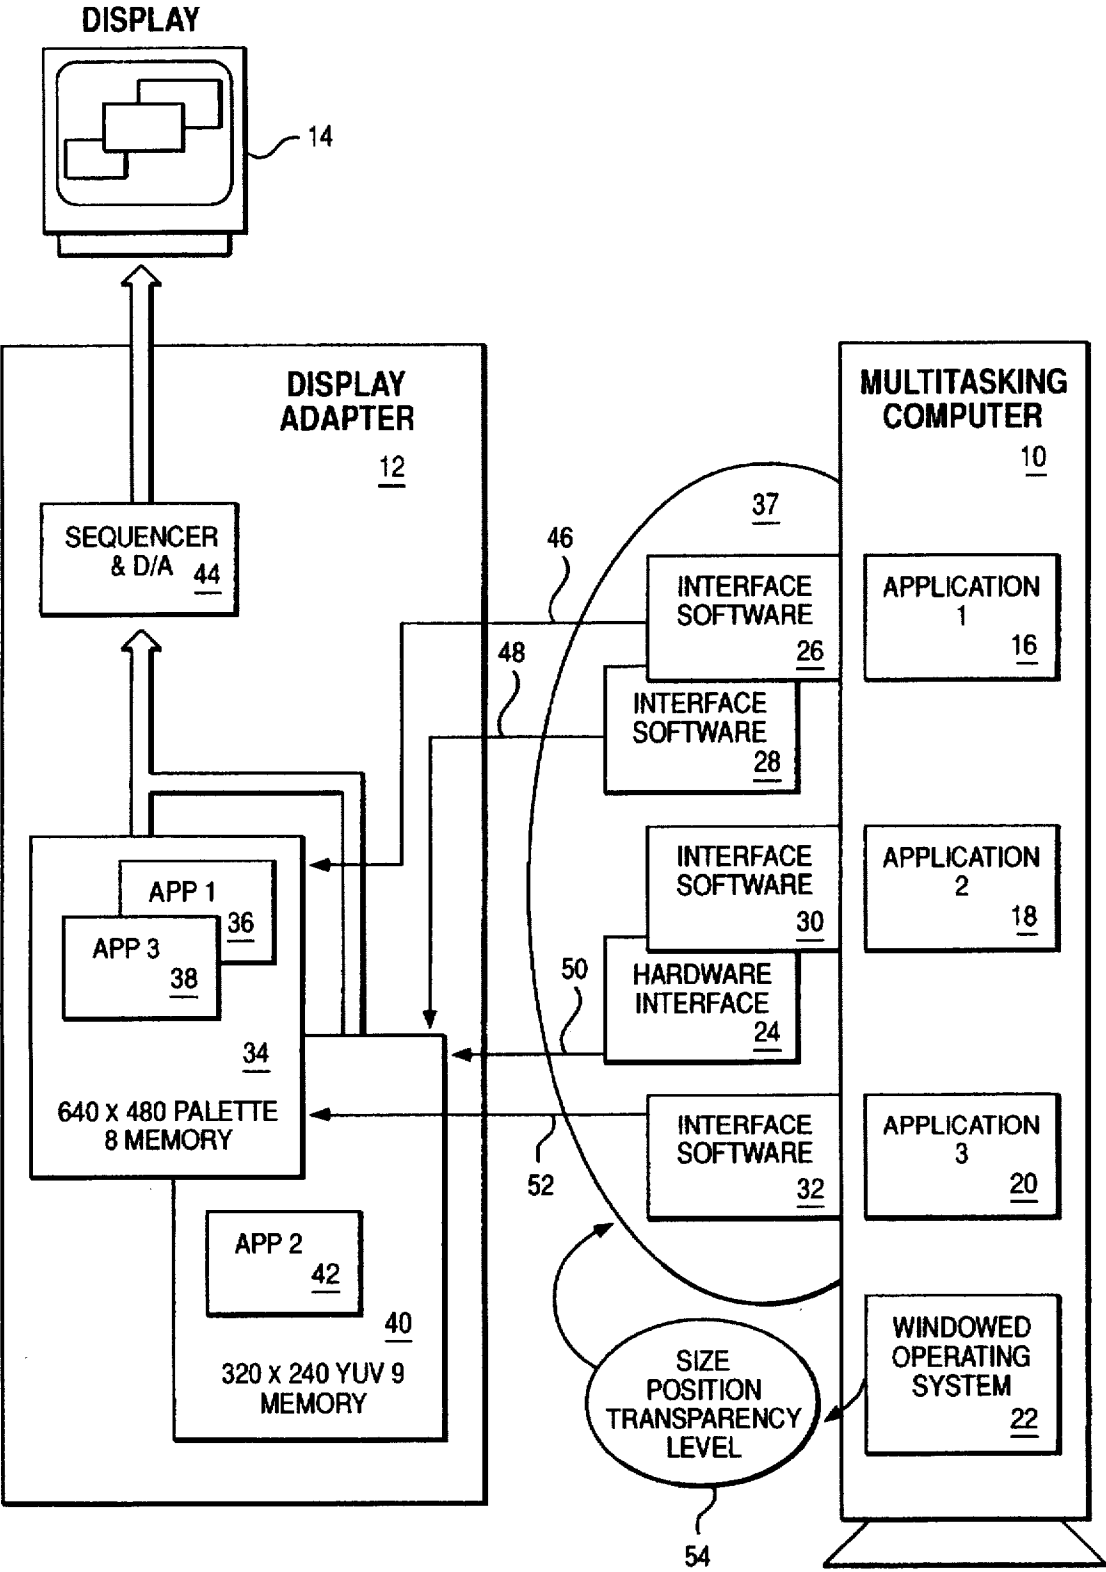 DISPLAY
14
DISPLAY
ADAPTER
12
SEQUENCER
& D/A
44
46
48
APP 1
36
APP 3
38
34
640 X 480 PALETTE
8 MEMORY
APP 2
42
40
320 X 240 YUV 9
MEMORY
50
52
37
INTERFACE
SOFTWARE
26
INTERFACE
SOFTWARE
28
INTERFACE
SOFTWARE
30
HARDWARE
INTERFACE
24
INTERFACE
SOFTWARE
32
SIZE
POSITION
TRANSPARENCY
LEVEL
54
MULTITASKING
COMPUTER
10
APPLICATION
1
16
APPLICATION
2
18
APPLICATION
3
20
WINDOWED
OPERATING
SYSTEM
22